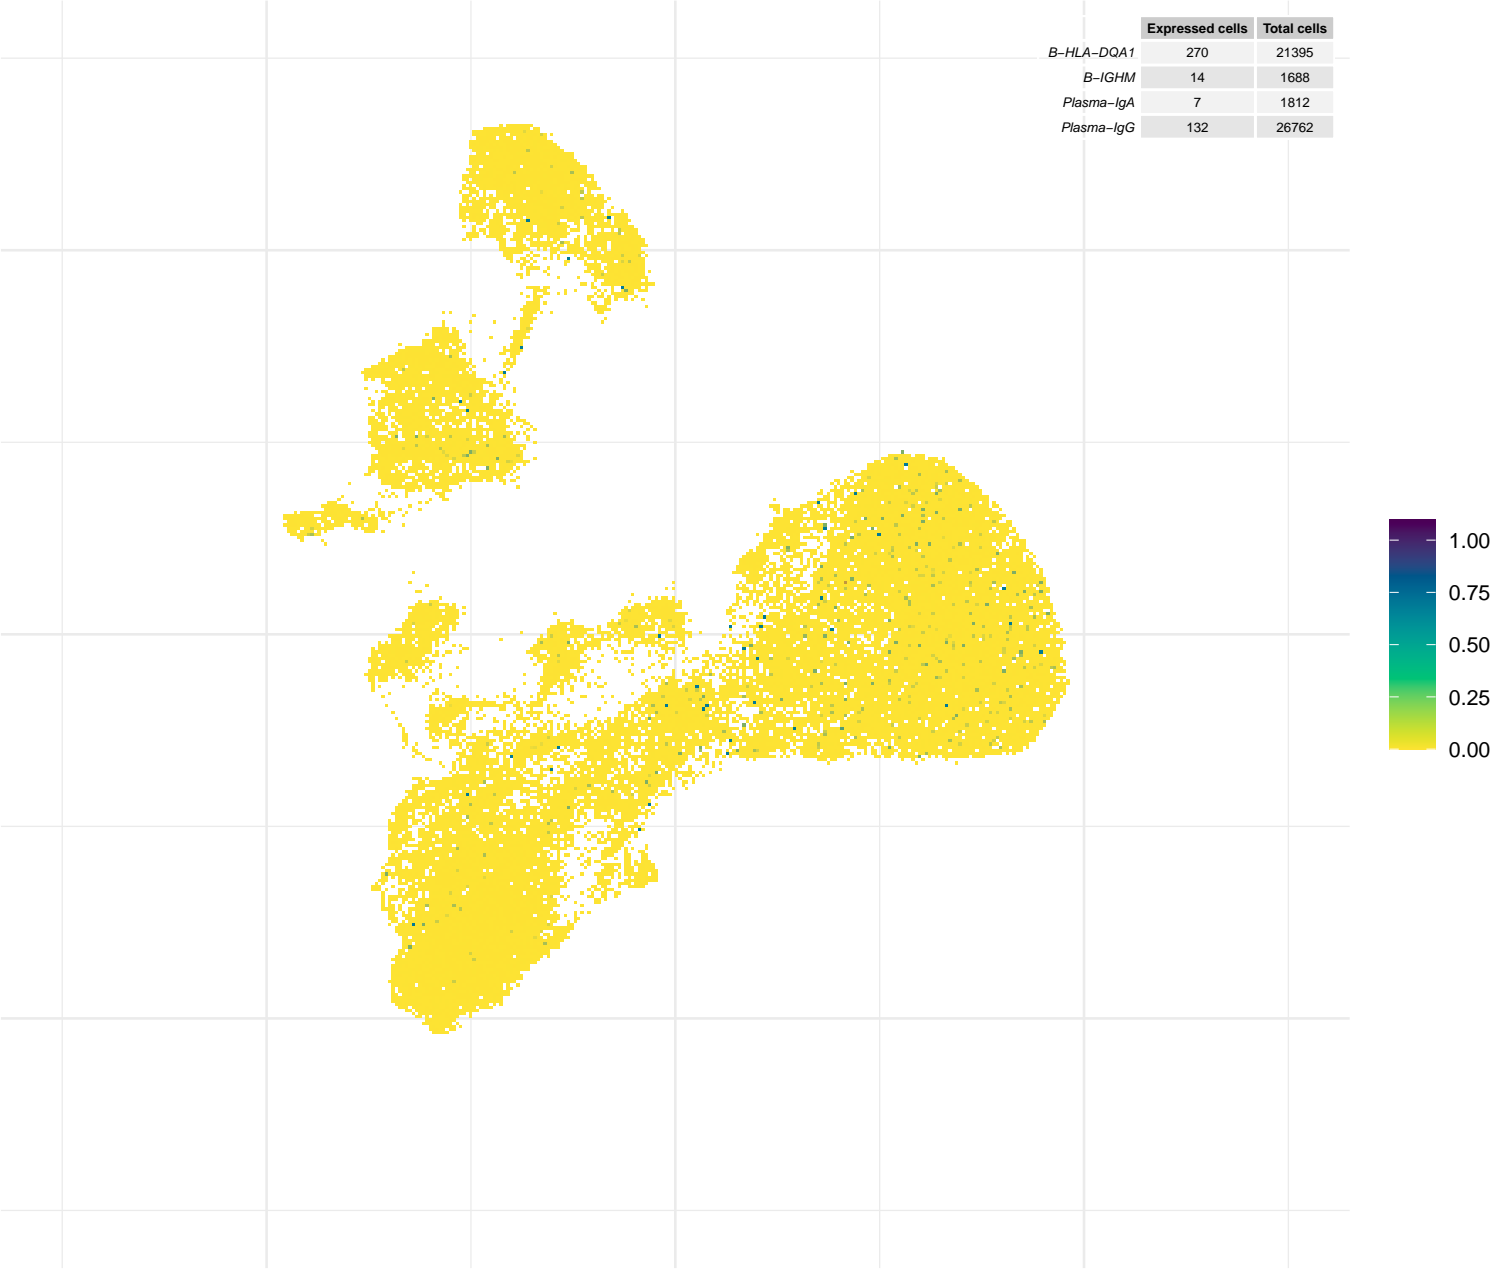 Expressed cells Total cells
B−HLA−DQA1 270 21395
B−IGHM 14 1688
Plasma−IgA 7 1812
Plasma−IgG 132 26762
1.00
0.75
0.50
0.25
0.00